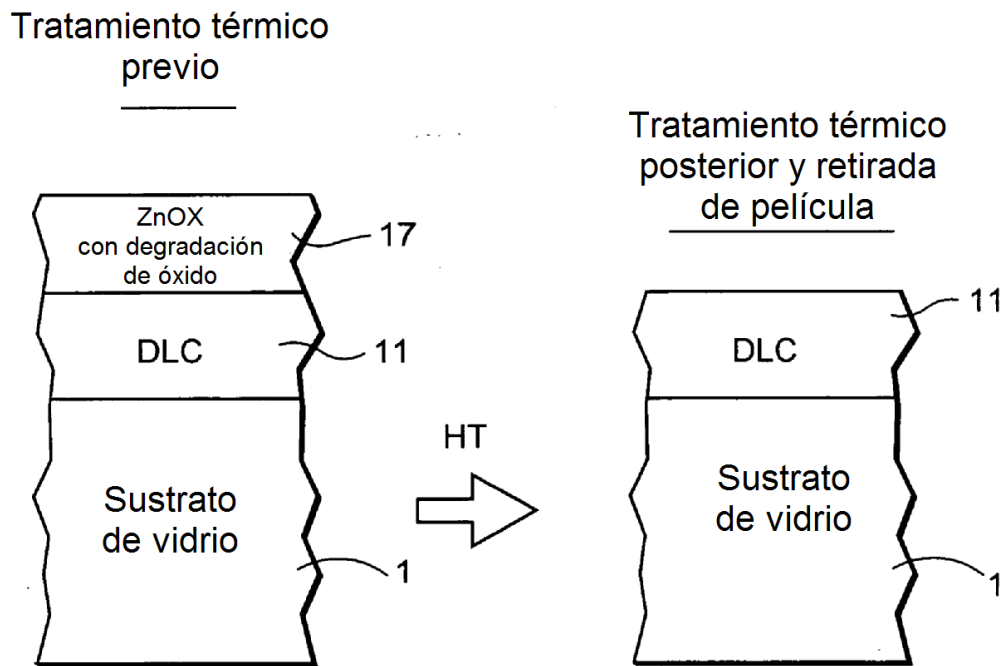 Tratamiento térmico
previo
ZnOX
con degradación
de óxido
17
DLC
11
Sustrato
de vidrio
1
HT
Tratamiento térmico
posterior y retirada
de película
11
DLC
Sustrato
de vidrio
1